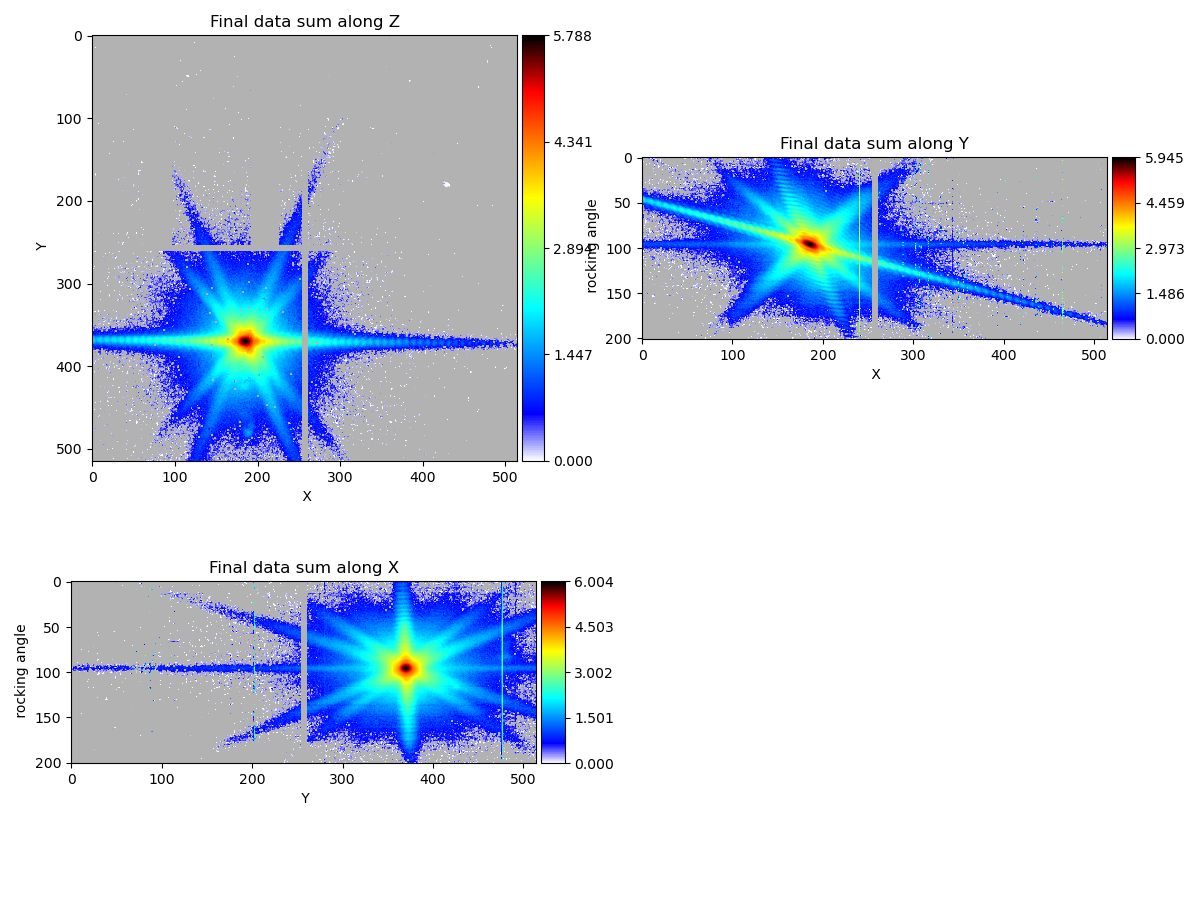 Final data sum along Z
0
100
200
300
400
500
Y
0 100 200 300 400 500
X
5.788
4.341
2.894
1.447
0.000
Final data sum along Y
0
50
100
150
200
rocking angle
0 100 200 300 400 500
X
5.945
4.459
2.973
1.486
0.000
Final data sum along X
0
50
100
150
200
rocking angle
0 100 200 300 400 500
Y
6.004
4.503
3.002
1.501
0.000